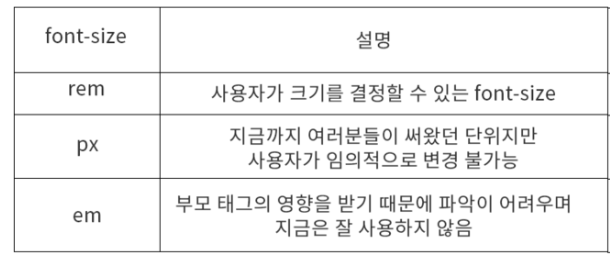 font-size
설명
rem
사용자가 크기를 결정할 수 있는 font-size
px
지금까지 여러분들이 써왔던 단위지만
사용자가 임의적으로 변경 불가능
em
부모 태그의 영향을 받기 때문에 파악이 어려우며
지금은 잘 사용하지 않음